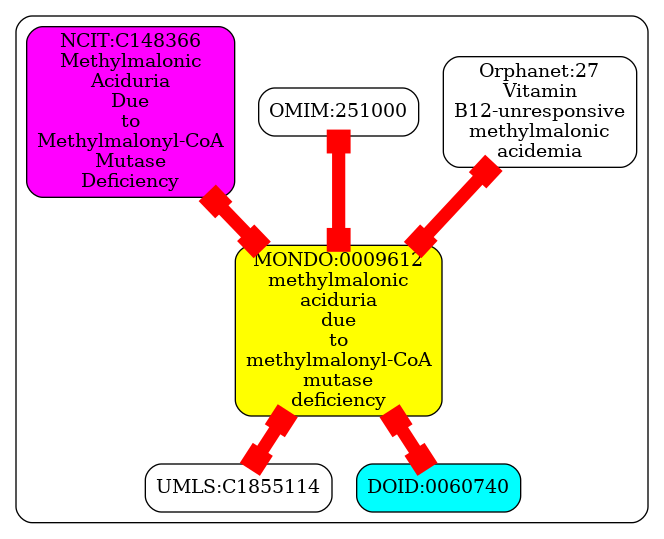 NCIT:C148366
Methylmalonic
Aciduria
Due
to
Methylmalonyl-CoA
Mutase
Deficiency
OMIM:251000
Orphanet:27
Vitamin
B12-unresponsive
methylmalonic
acidemia
MONDO:0009612
methylmalonic
aciduria
due
to
methylmalonyl-CoA
mutase
deficiency
UMLS:C1855114
DOID:0060740